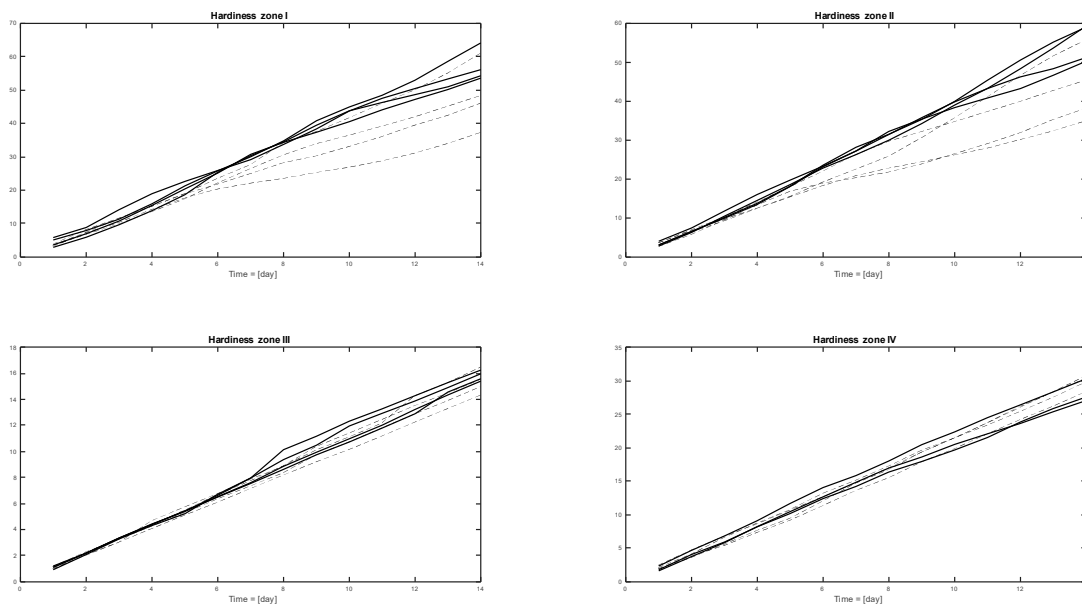 Hardiness zone I
70
60
50
40
30
20
10
0
0 2 4 6 8 10 12 14
Time = [day]
Hardiness zone II
60
50
40
30
20
10
0
0 2 4 6 8 10 12
Time = [day]
Hardiness zone III
18
16
14
12
10
8
6
4
2
0
0 2 4 6 8 10 12 14
Time = [day]
Hardiness zone IV
35
30
25
20
15
10
5
0
0 2 4 6 8 10 12
Time = [day]